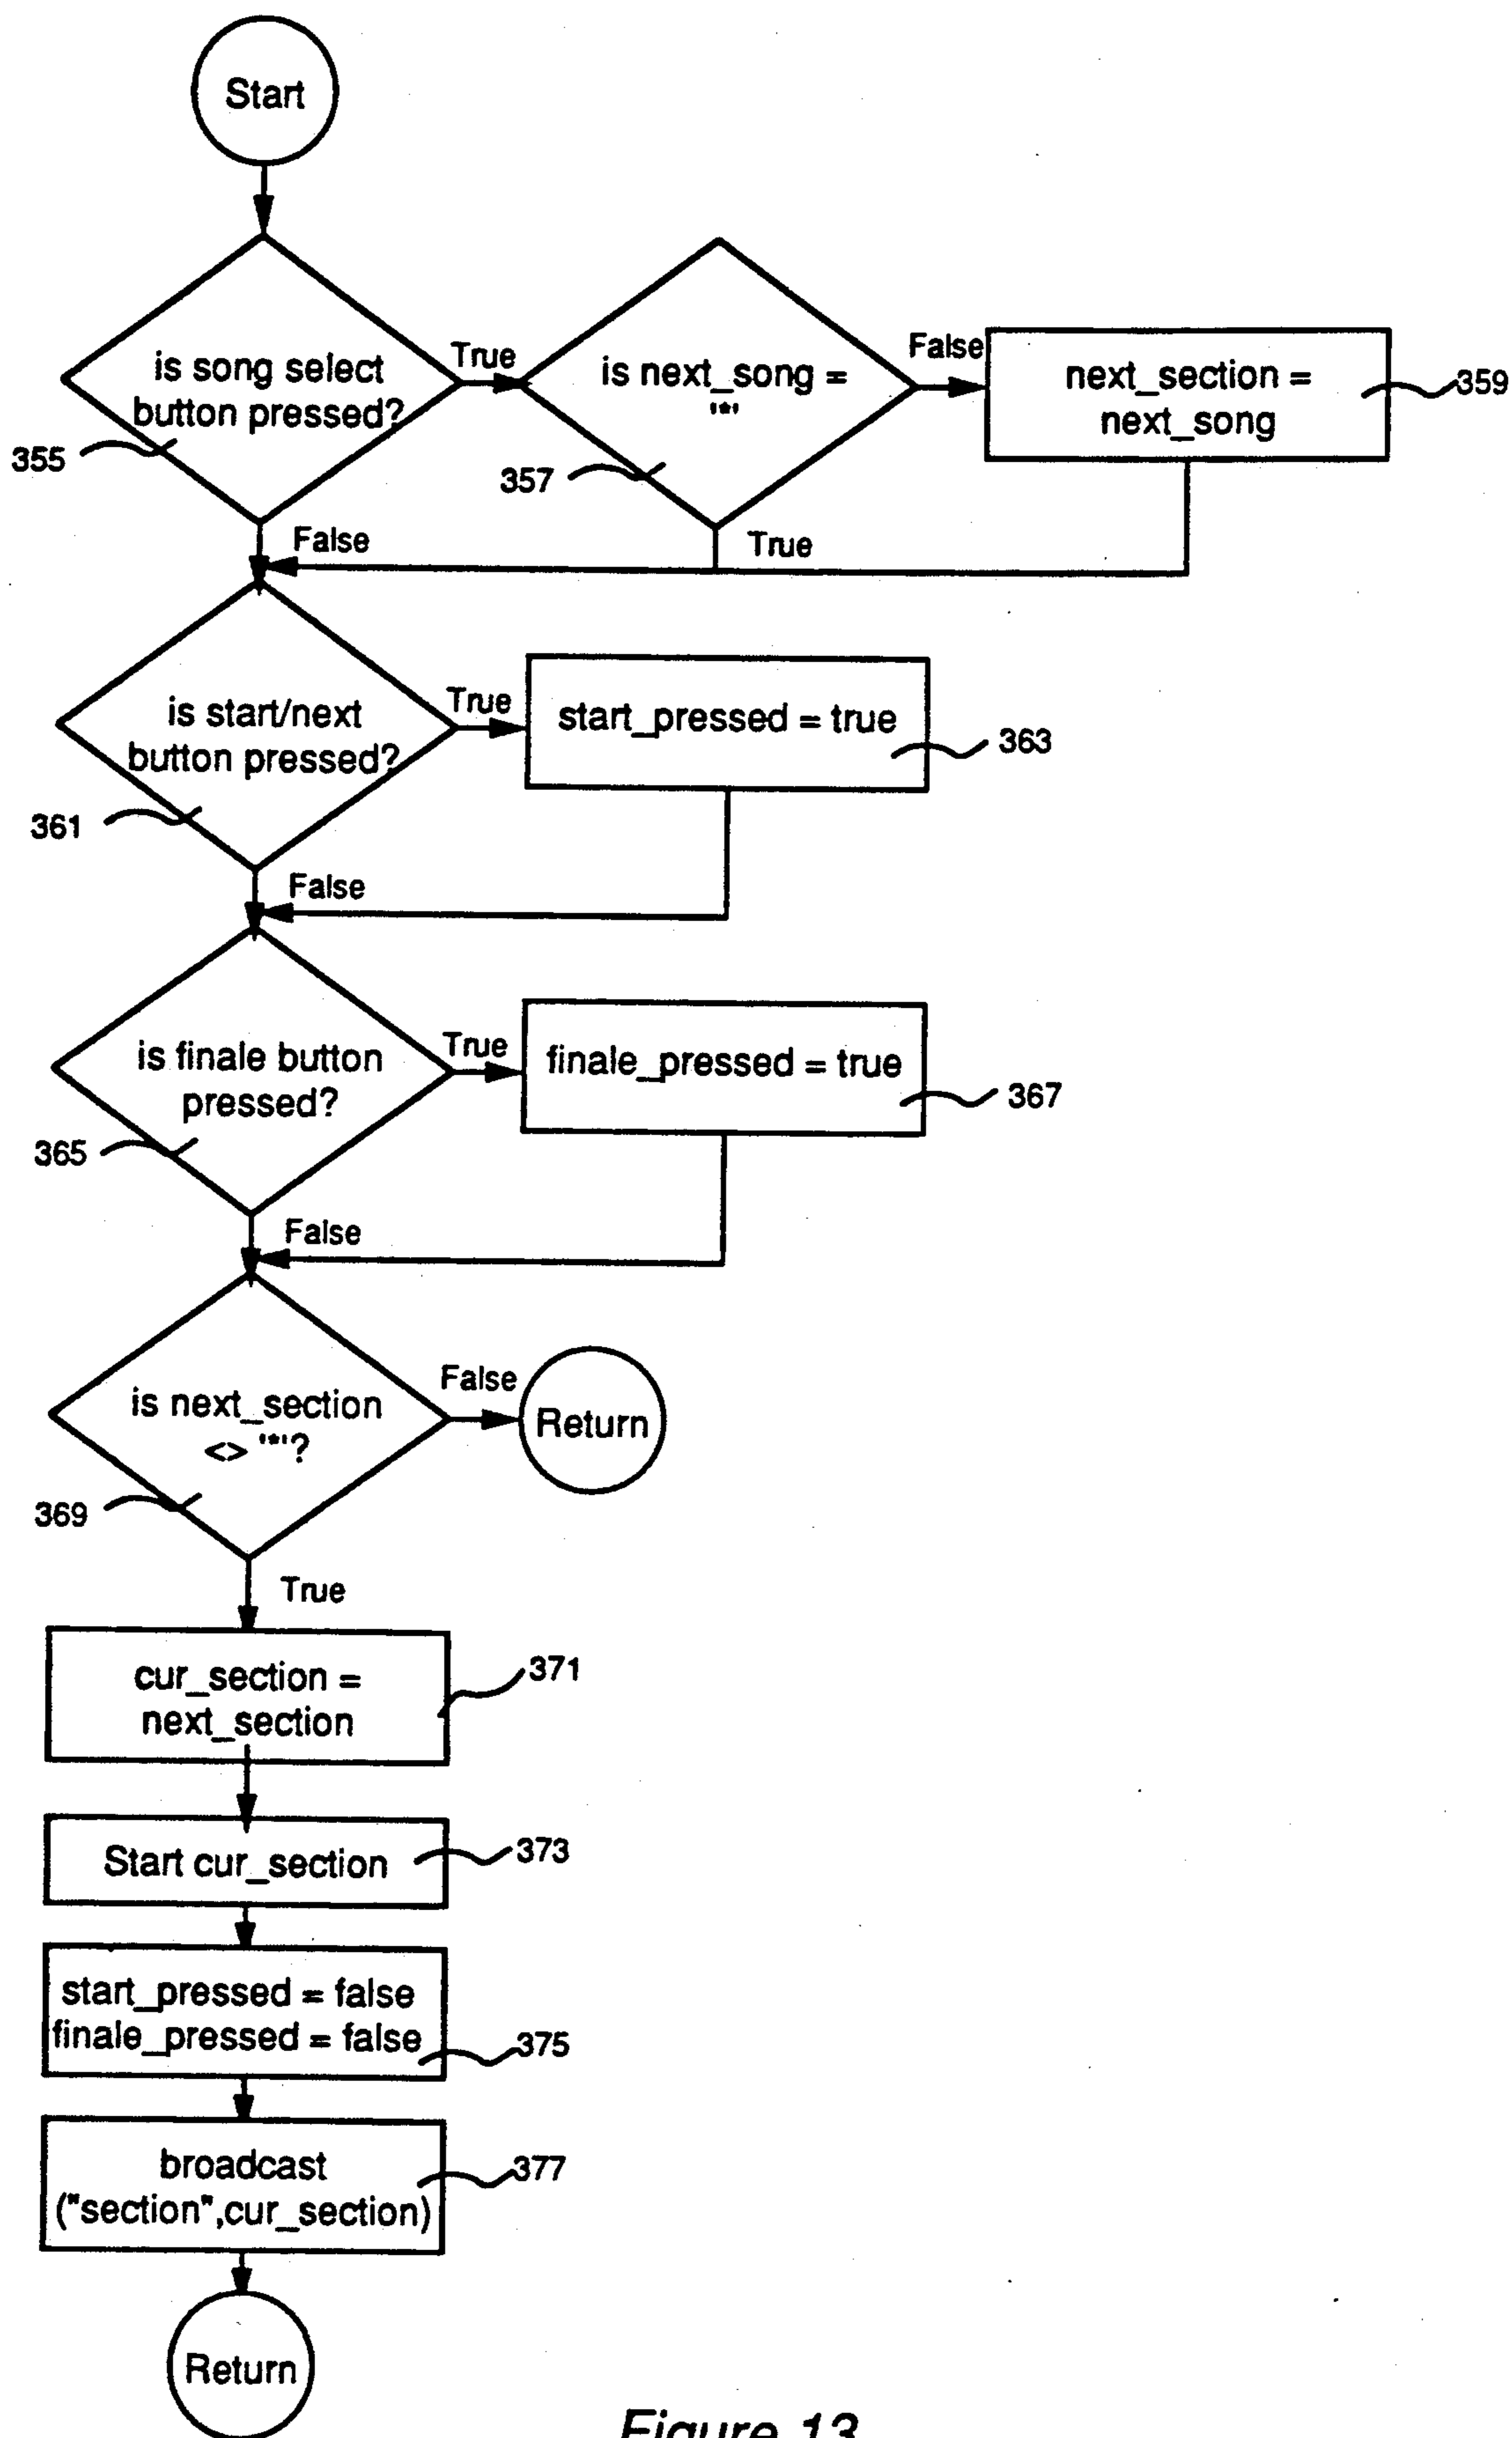 Start
is song select
button pressed?
355
True
is next_song =
'*'
357
False
next_section =
next_song
359
False
True
is start/next
button pressed?
361
True
start_pressed = true
363
False
is finale button
pressed?
365
True
finale_pressed = true
367
False
is next_section
<> '*'?
369
False
Return
True
cur_section =
next_section
371
Start cur_section
373
start_pressed = false
finale_pressed = false
375
broadcast
("section",cur_section)
377
Return
Figure 13